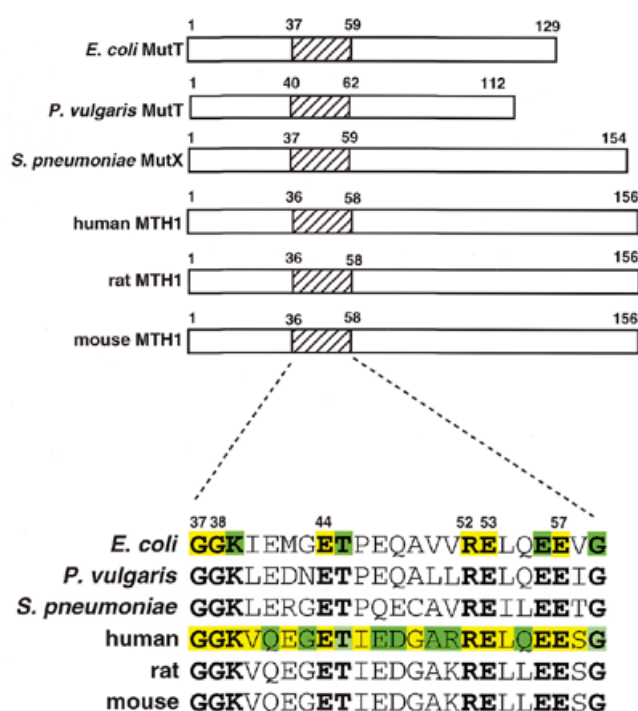 1 37 59 129
E. coli MutT
1 40 62 112
P. vulgaris MutT
1 37 59 154
S. pneumoniae MutX
1 36 58 156
human MTH1
1 36 58 156
rat MTH1
1 36 58 156
mouse MTH1
37 38 44 52 53 57
E. coli GGKIEMGETPEQAVVRELQEEVG
P. vulgaris GGKLEDNETPEQALLRELQEEIG
S. pneumoniae GGKLERGETPQECAVREILEETG
human GGKVQEGETIEDGARRELQEESG
rat GGKVQEGETIEDGAKRELLEESG
mouse GGKVQEGETIEDGAKRELLEESG